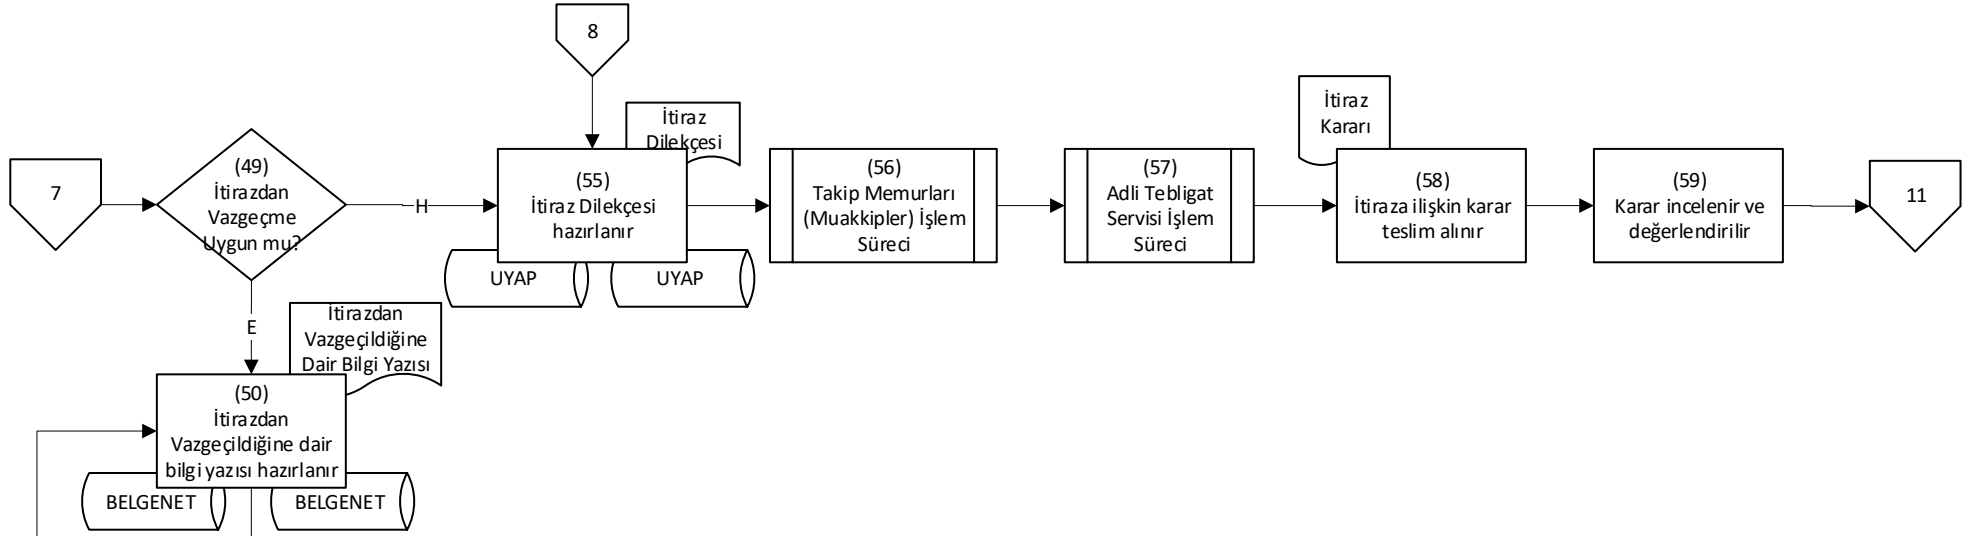 8
7
(49)
İtirazdan
Vazgeçme
Uygun mu?
H
İtiraz
Dilekçesi
(55)
İtiraz Dilekçesi
hazırlanır
UYAP
UYAP
(56)
Takip Memurları
(Muakkipler) İşlem
Süreci
(57)
Adli Tebligat
Servisi İşlem
Süreci
İtiraz
Kararı
(58)
İtiraza ilişkin karar
teslim alınır
(59)
Karar incelenir ve
değerlendirilir
11
E
İtirazdan
Vazgeçildiğine
Dair Bilgi Yazısı
(50)
İtirazdan
Vazgeçildiğine dair
bilgi yazısı hazırlanır
BELGENET
BELGENET